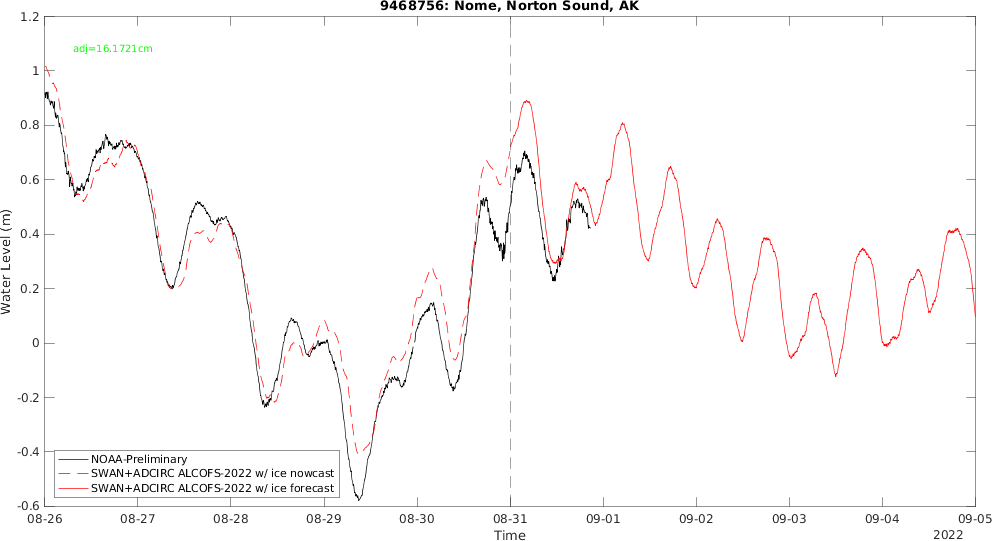 9468756: Nome, Norton Sound, AK
adj=16.1721cm
Water Level (m)
1.2
1
0.8
0.6
0.4
0.2
0
-0.2
-0.4
-0.6
NOAA-Preliminary
SWAN+ADCIRC ALCOFS-2022 w/ ice nowcast
SWAN+ADCIRC ALCOFS-2022 w/ ice forecast
08-26 08-27 08-28 08-29 08-30 08-31 09-01 09-02 09-03 09-04 09-05
Time
2022